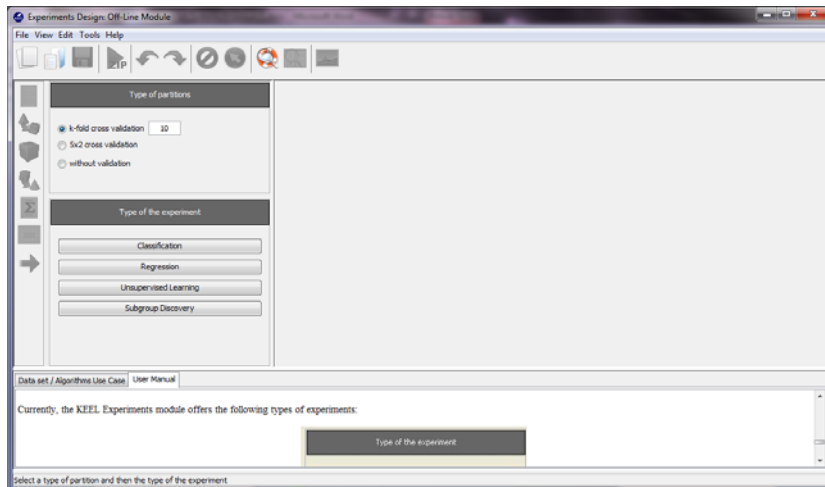 Experiments Design: Off-Line Module
File View Edit Tools Help
ZIP
Type of partitions
k-fold cross validation 10
5x2 cross validation
without validation
Type of the experiment
Classification
Regression
Unsupervised Learning
Subgroup Discovery
Data set / Algorithms Use Case User Manual
Currently, the KEEL Experiments module offers the following types of experiments:
Type of the experiment
Select a type of partition and then the type of the experiment